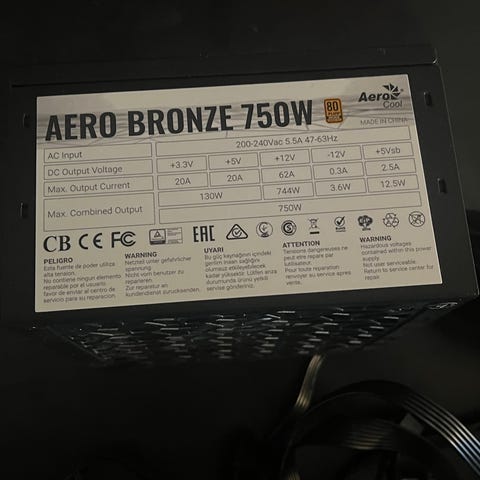 AERO BRONZE 750W
80
Aero
Cool
MADE IN CHINA
AC Input 200-240Vac 5.5A 47-63Hz
DC Output Voltage +3.3V +5V +12V -12V +5Vsb
Max. Output Current 20A 20A 62A 0.3A 2.5A
Max. Combined Output 130W 744W 3.6W 12.5W
750W
CB CE FC EAC
PELIGRO
Esta fuente de poder utiliza
alta tension.
No contiene ningún elemento
reparable por el usuario
favor de enviar al centro de
servicio para su reparacion.
WARNING
Netzteil unter gefährlicher
spannung.
Nicht vom benutzer zu
reparieren.
Zur reparatur an
kundendienst zurucksenden.
UYARI
Bu güç kaynağının içindeki
gerilim insan sağlığını
olumsuz etkileyebilecek
kadar yüksektir. Lütfen arıza
durumunda ürünü yetkili
servise gönderiniz.
ATTENTION
Tensions dangereuses ne
peut etre repare par
l'utilisateur.
Pour toute reparation
renvoyer su service apres
vente.
WARNING
Hazardous voltages
contained within this power
supply.
Not use serviceable.
Return to service center
for repair.